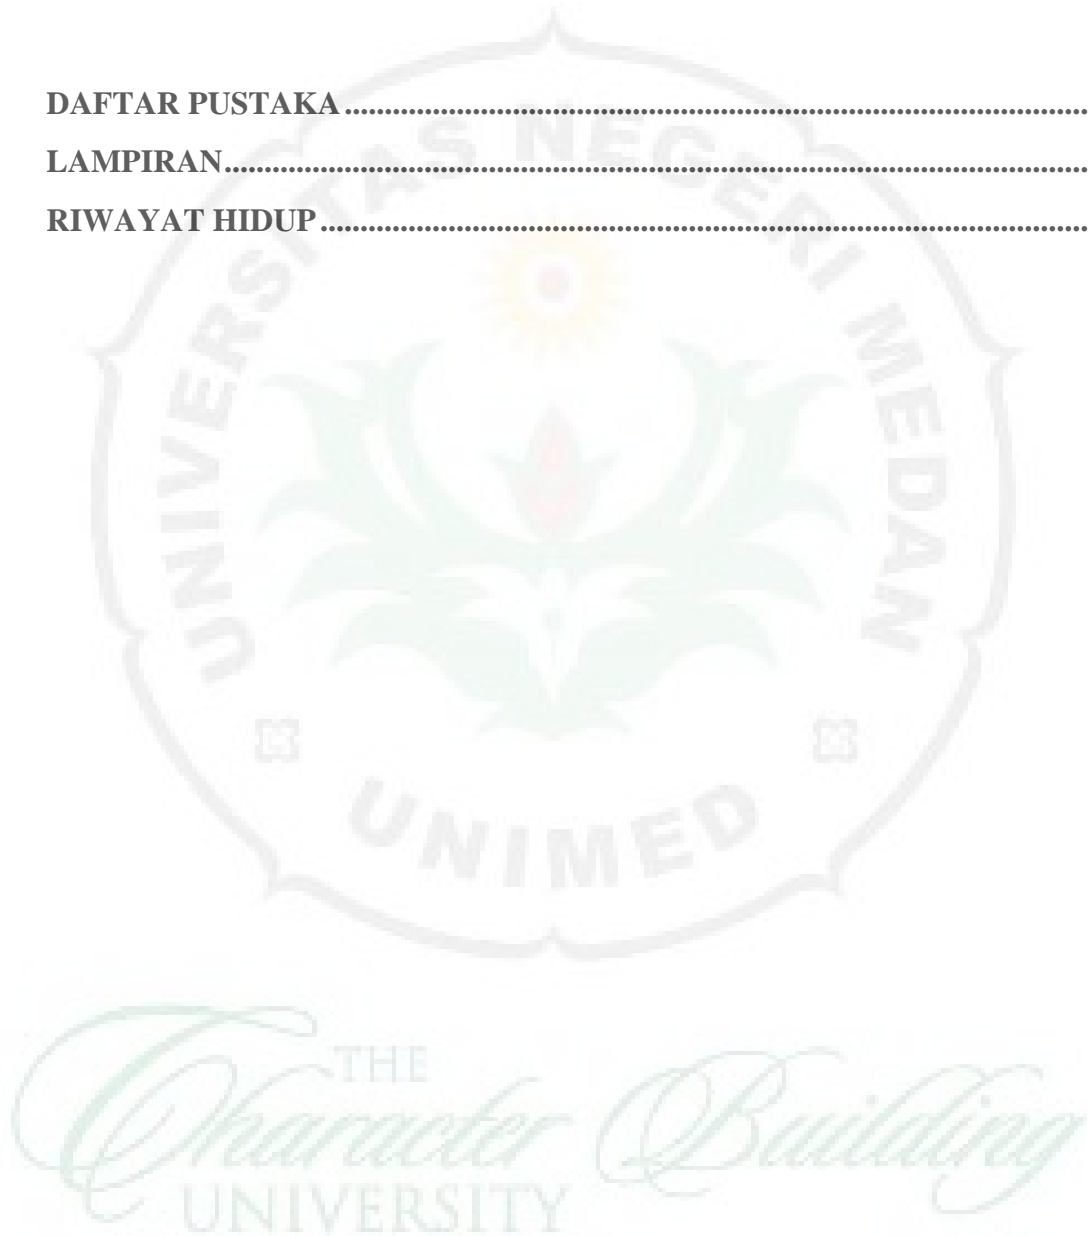 DAFTAR PUSTAKA ..........................................................................................
LAMPIRAN..........................................................................................
RIWAYAT HIDUP ..........................................................................................
UNIVERSITAS NEGERI MEDAN
UNIMED
THE
Character Building
UNIVERSITY